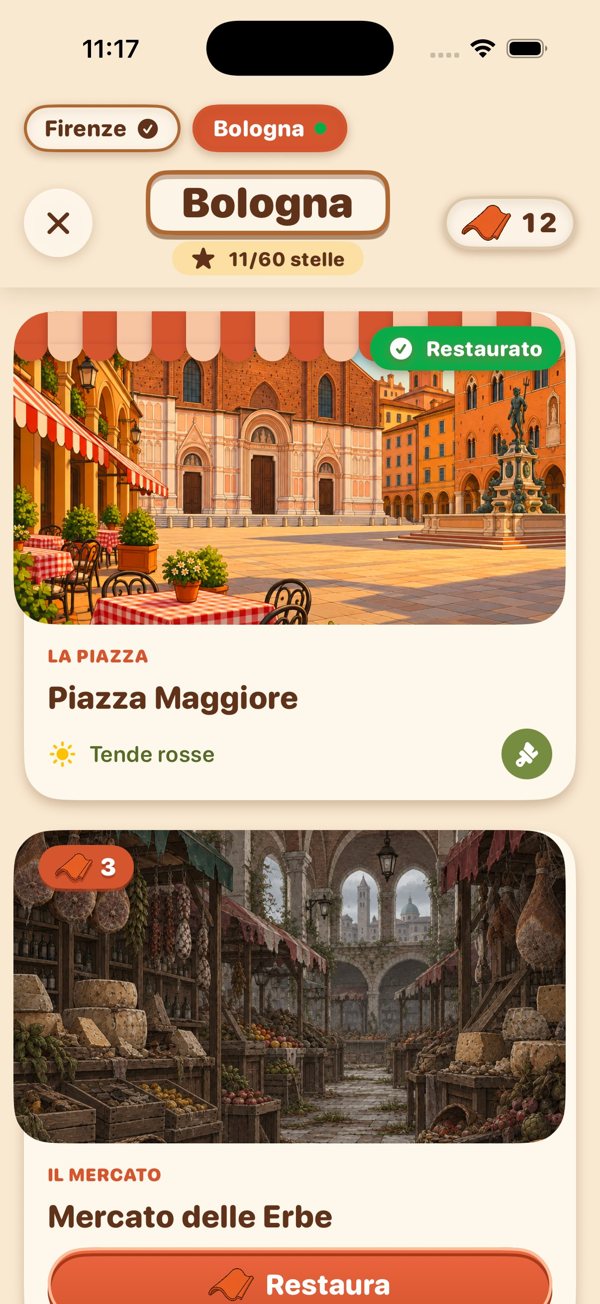 11:17
Firenze
Bologna
Bologna
12
11/60 stelle
Restaurato
LA PIAZZA
Piazza Maggiore
Tende rosse
3
IL MERCATO
Mercato delle Erbe
Restaura